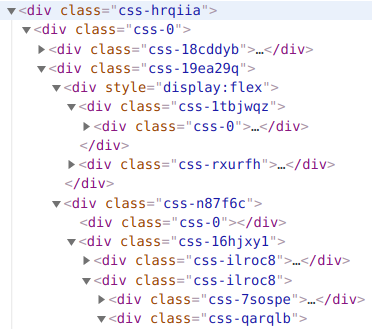 ▼<div class="css-hrqiia">
▼<div class="css-0">
▶<div class="css-18cddyb">…</div>
▼<div class="css-19ea29q">
▼<div style="display:flex">
▼<div class="css-1tbjwqz">
▶<div class="css-0">…</div>
</div>
▶<div class="css-rxurfh">…</div>
</div>
▼<div class="css-n87f6c">
<div class="css-0"></div>
▼<div class="css-16hjxy1">
▶<div class="css-ilroc8">…</div>
▼<div class="css-ilroc8">
▶<div class="css-7sospe">…</div>
▼<div class="css-qarqlb">